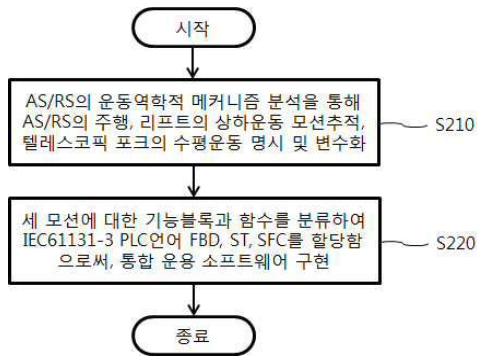 시작
AS/RS의 운동역학적 메커니즘 분석을 통해
AS/RS의 주행, 리프트의 상하운동 모션추적,
텔레스코픽 포크의 수평운동 명시 및 변수화
S210
세 모션에 대한 기능블록과 함수를 분류하여
IEC61131-3 PLC언어 FBD, ST, SFC를 할당함
으로써, 통합 운용 소프트웨어 구현
S220
종료